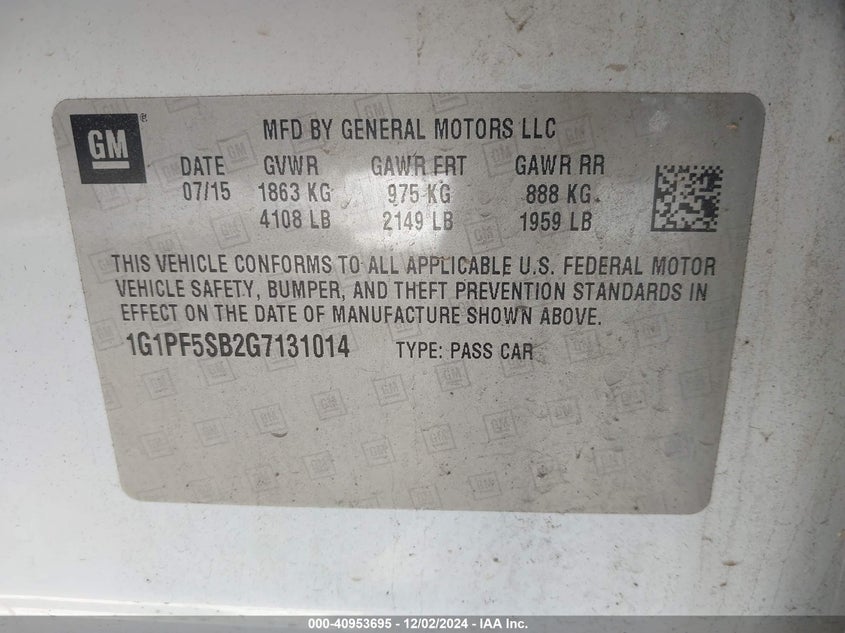 GM ® MFD BY GENERAL MOTORS LLC
DATE GVWR GAWR FRT GAWR RR
07/15 1863 KG 975 KG 888 KG
4108 LB 2149 LB 1959 LB
THIS VEHICLE CONFORMS TO ALL APPLICABLE U.S. FEDERAL MOTOR
VEHICLE SAFETY, BUMPER, AND THEFT PREVENTION STANDARDS IN
EFFECT ON THE DATE OF MANUFACTURE SHOWN ABOVE.
1G1PF5SB2G7131014 TYPE: PASS CAR
000-40953695 - 12/02/2024 - IAA Inc.